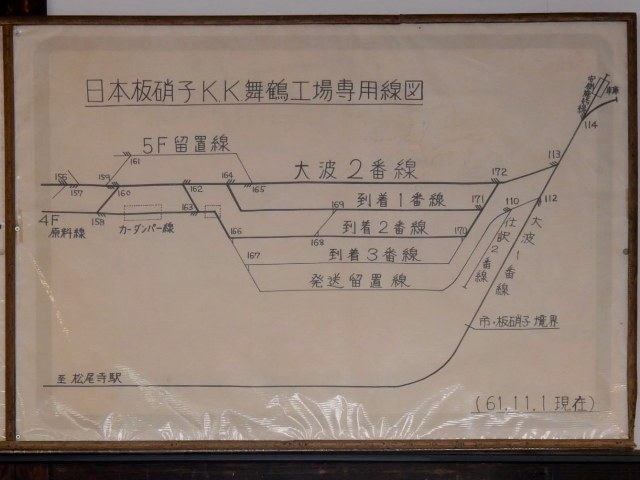 日本板硝子KK舞鶴工場専用線図
114
5F留置線
161
113
大波2番線
172
156
157
159
160
162
164
165
到着1番線
171
110
112
4F
原料線
158
カーダンパー線
163
169
到着2番線
166
168
170
大波1番線
仕訳2番線
167
到着3番線
発送留置線
市・板硝子境界
至松尾寺駅
(61.11.1現在)